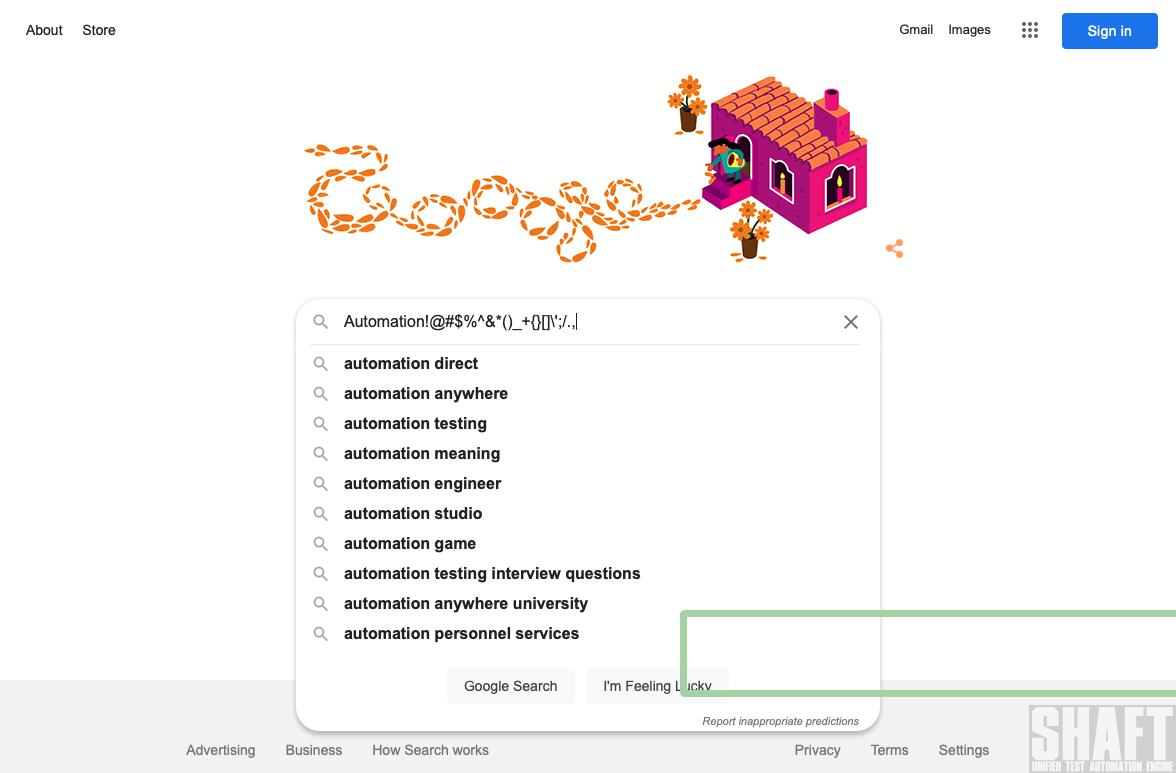 About Store Gmail Images Sign in
Google
Automation!@#$%^&*()_+{}[]\';/.,
automation direct
automation anywhere
automation testing
automation meaning
automation engineer
automation studio
automation game
automation testing interview questions
automation anywhere university
automation personnel services
Google Search I'm Feeling Lucky
Report inappropriate predictions
Advertising Business How Search works Privacy Terms Settings
SHAFT
UNIFIED TEST AUTOMATION ENGINE